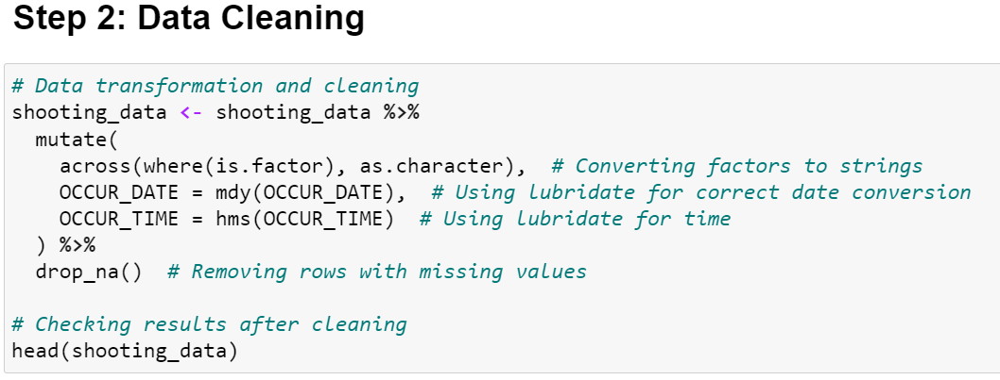 Step 2: Data Cleaning
# Data transformation and cleaning
shooting_data <- shooting_data %>%
  mutate(
    across(where(is.factor), as.character),  # Converting factors to strings
    OCCUR_DATE = mdy(OCCUR_DATE),  # Using lubridate for correct date conversion
    OCCUR_TIME = hms(OCCUR_TIME)  # Using lubridate for time
  ) %>%
  drop_na()  # Removing rows with missing values
# Checking results after cleaning
head(shooting_data)